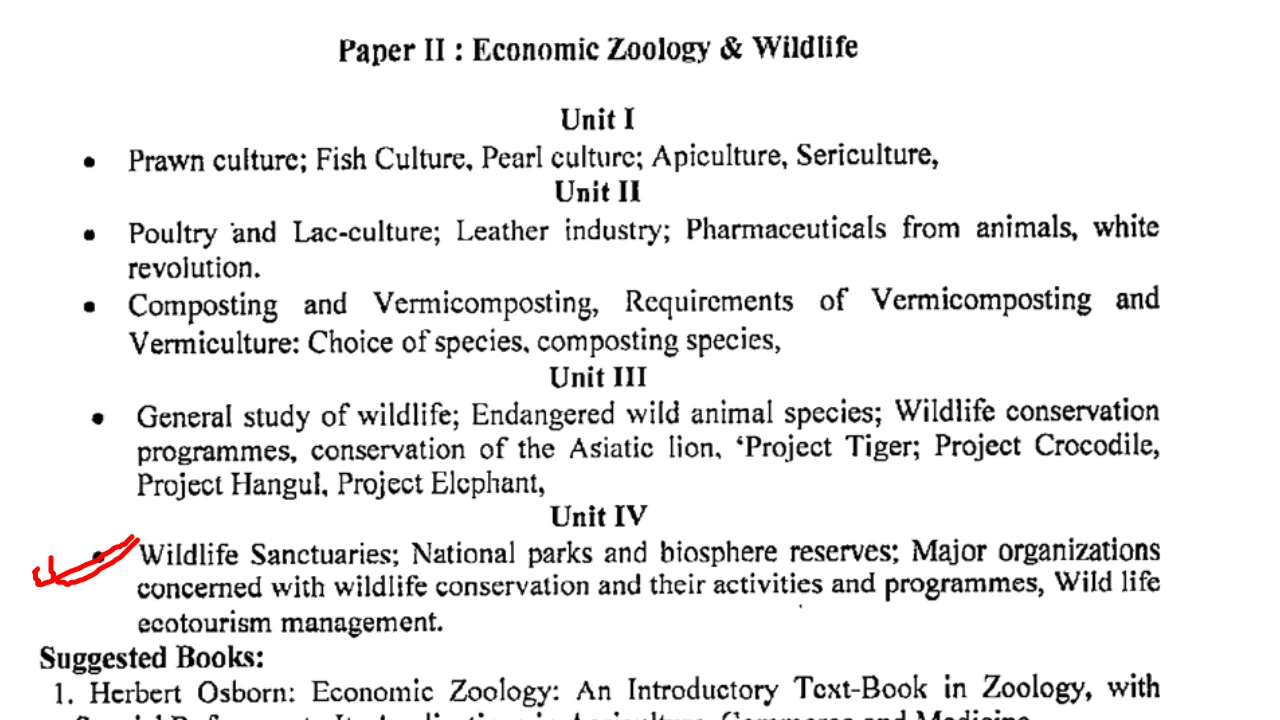 Paper II : Economic Zoology & Wildlife
Unit I
• Prawn culture; Fish Culture, Pearl culture; Apiculture, Sericulture,
Unit II
• Poultry and Lac-culture; Leather industry; Pharmaceuticals from animals, white
revolution.
• Composting and Vermicomposting, Requirements of Vermicomposting and
Vermiculture: Choice of species, composting species,
Unit III
• General study of wildlife; Endangered wild animal species; Wildlife conservation
programmes, conservation of the Asiatic lion, ‘Project Tiger; Project Crocodile,
Project Hangul, Project Elephant,
Unit IV
• Wildlife Sanctuaries; National parks and biosphere reserves; Major organizations
concerned with wildlife conservation and their activities and programmes, Wild life
ecotourism management.
Suggested Books:
1. Herbert Osborn: Economic Zoology: An Introductory Text-Book in Zoology, with